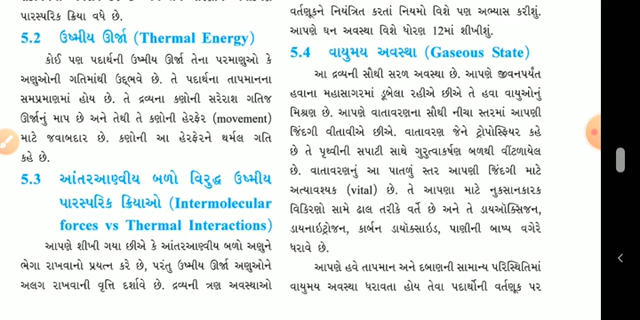 પારસ્પરિક ક્રિયા વધે છે.
5.2 ઉષ્મીય ઊર્જા (Thermal Energy)
કોઈ પણ પદાર્થની ઉષ્મીય ઊર્જા તેના પરમાણુઓ કે
અણુઓની ગતિમાંથી ઉદ્દભવે છે. તે પદાર્થના તાપમાનના
સમપ્રમાણમાં હોય છે. તે દ્રવ્યના કણોની સરેરાશ ગતિજ
ઊર્જાનું માપ છે અને તેથી તે કણોની હેરફેર (movement)
માટે જવાબદાર છે. કણોની આ હેરફેરને થર્મલ ગતિ
કહે છે.
5.3 આંતરઆણ્વીય બળો વિરુદ્ધ ઉષ્મીય
પારસ્પરિક ક્રિયાઓ (Intermolecular
forces vs Thermal Interactions)
આપણે શીખી ગયા છીએ કે આંતરઆણ્વીય બળો અણુને
ભેગા રાખવાનો પ્રયત્ન કરે છે, પરંતુ ઉષ્મીય ઊર્જા અણુઓને
અલગ રાખવાની વૃત્તિ દર્શાવે છે. દ્રવ્યની ત્રણ અવસ્થાઓ
વર્તણૂકને નિયંત્રિત કરતાં નિયમો વિશે પણ અભ્યાસ કરીશું.
આપણે ઘન અવસ્થા વિશે ધોરણ 12માં શીખીશું.
5.4 વાયુમય અવસ્થા (Gaseous State)
આ દ્રવ્યની સૌથી સરળ અવસ્થા છે. આપણે જીવનપર્યંત
હવાના મહાસાગરમાં ડૂબેલા રહીએ છીએ તે હવા વાયુઓનું
મિશ્રણ છે. આપણે વાતાવરણના સૌથી નીચા સ્તરમાં આપણી
જિંદગી વીતાવીએ છીએ. વાતાવરણ જેને ટ્રોપોસ્ફિયર કહે
છે તે પૃથ્વીની સપાટી સાથે ગુરુત્વાકર્ષણ બળથી વીંટળાયેલ
છે. વાતાવરણનું આ પાતળું સ્તર આપણી જિંદગી માટે
અત્યાવશ્યક (vital) છે. તે આપણા માટે નુકસાનકારક
વિકિરણો સામે ઢાલ તરીકે વર્તે છે અને તે ડાયઑક્સિજન,
ડાયનાઇટ્રોજન, કાર્બન ડાયૉક્સાઇડ, પાણીની બાષ્પ વગેરે
ધરાવે છે.
આપણે હવે તાપમાન અને દબાણની સામાન્ય પરિસ્થિતિમાં
વાયુમય અવસ્થા ધરાવતા હોય તેવા પદાર્થોની વર્તણૂક પર